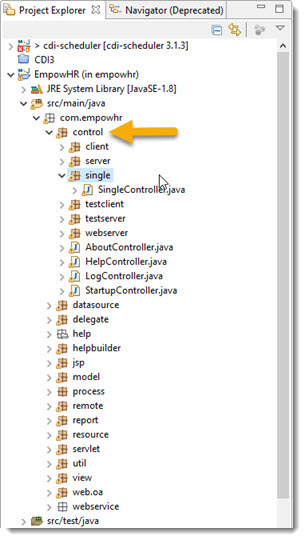 Project Explorer Navigator (Deprecated)
> cdi-scheduler [cdi-scheduler 3.1.3]
CDI3
EmpowHR (in empowhr)
JRE System Library [JavaSE-1.8]
src/main/java
com.empowhr
control
client
server
single
SingleController.java
testclient
testserver
webserver
AboutController.java
HelpController.java
LogController.java
StartupController.java
datasource
delegate
help
helpbuilder
jsp
model
process
remote
report
resource
servlet
util
view
web.oa
webservice
src/test/java